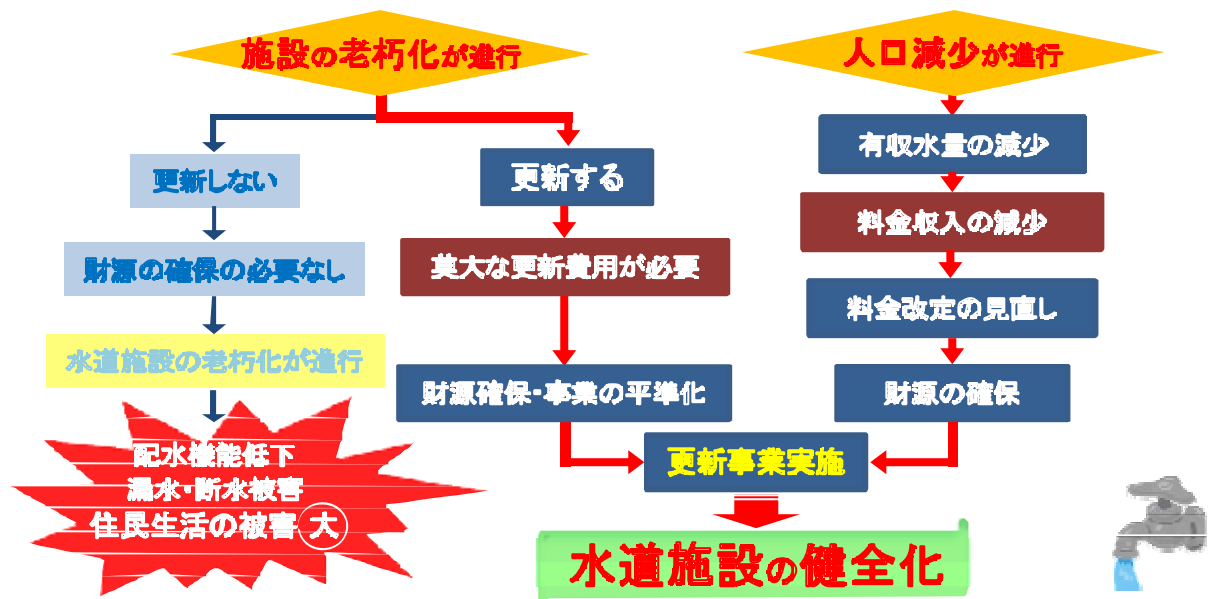 施設の老朽化が進行
人口減少が進行
更新しない
財源の確保の必要なし
水道施設の老朽化が進行
配水機能低下
漏水・断水被害
住民生活の被害 大
更新する
莫大な更新費用が必要
財源確保・事業の平準化
有収水量の減少
料金収入の減少
料金改定の見直し
財源の確保
更新事業実施
水道施設の健全化